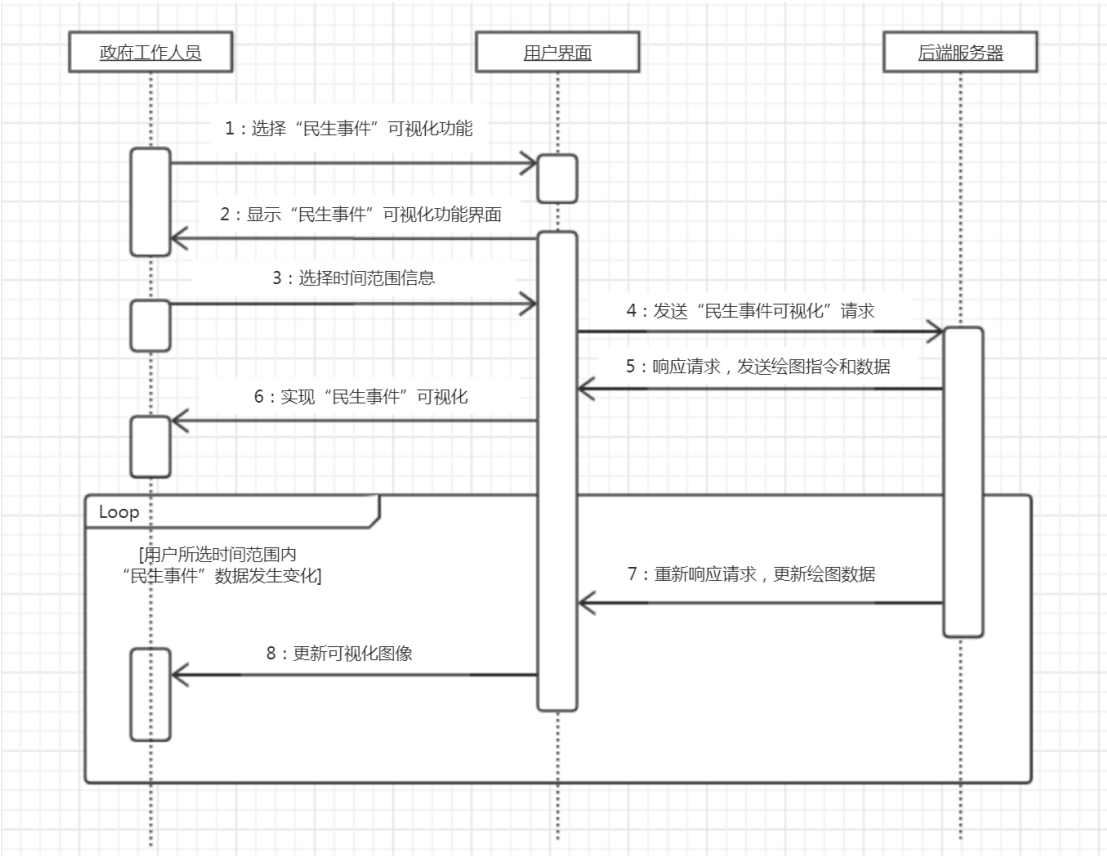 政府工作人员
用户界面
后端服务器
1：选择“民生事件”可视化功能
2：显示“民生事件”可视化功能界面
3：选择时间范围信息
4：发送“民生事件可视化”请求
5：响应请求，发送绘图指令和数据
6：实现“民生事件”可视化
Loop
[用户所选时间范围内
“民生事件”数据发生变化]
7：重新响应请求，更新绘图数据
8：更新可视化图像